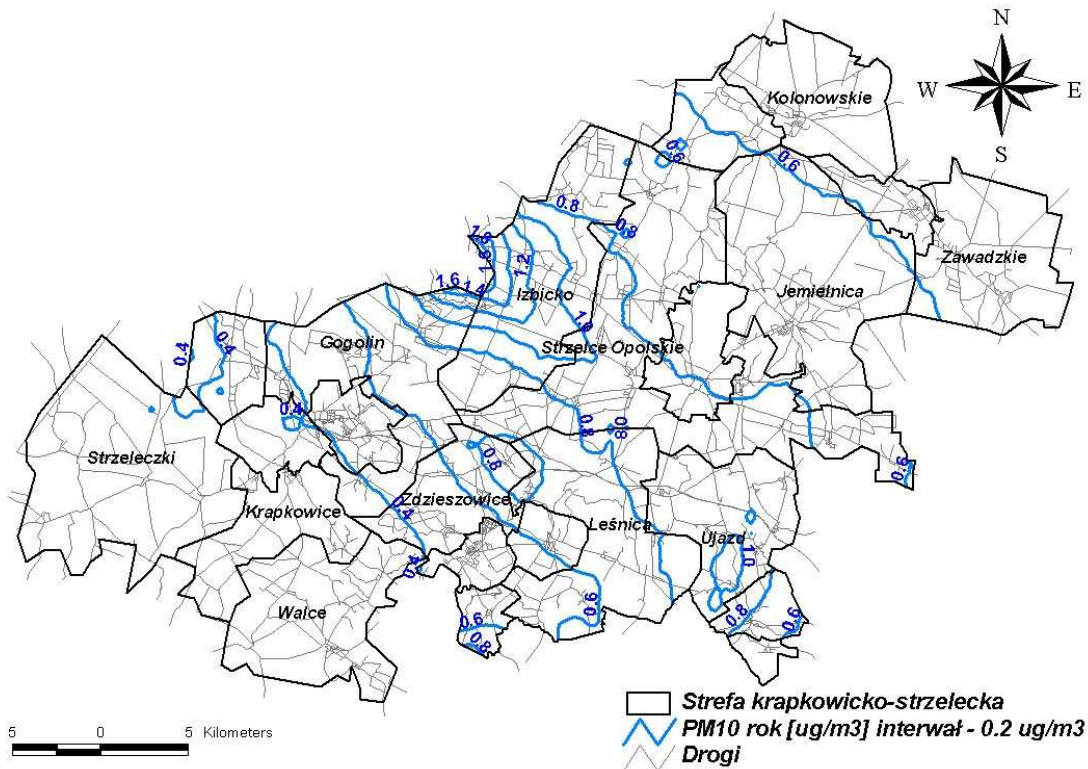 N
W E
S
Kolonowskie
0.6
0.6
Zawadzkie
0.8
0.8
1.8
1.6
1.2
1.6 1.4
Izbicko
Jemielnica
1.0
Strzelce Opolskie
Gogolin
0.4
0.4
0.4
0.8
0.8
Strzeleczki
0.8
0.6
Zdzieszowice
Krapkowice
0.4
Leśnica
Ujazd
1.0
0.4
Walce
0.6
0.6
0.8
0.8
0.6
5 0 5 Kilometers
Strefa krapkowicko-strzelecka
PM10 rok [ug/m3] interwał - 0.2 ug/m3
Drogi